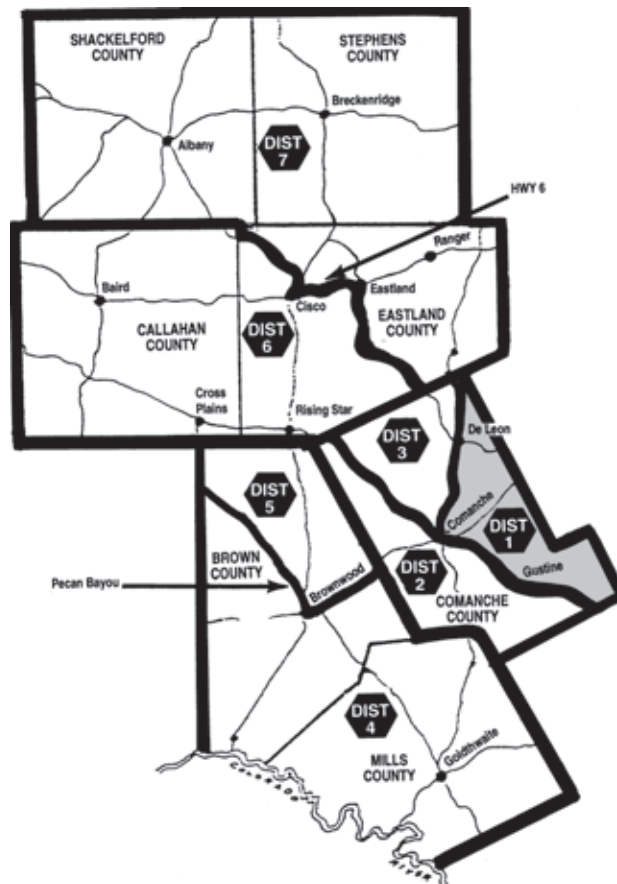 SHACKELFORD
COUNTY
STEPHENS
COUNTY
Breckenridge
Albany
DIST
7
HWY 6
Ranger
Baird
Cisco
Eastland
EASTLAND
COUNTY
CALLAHAN
COUNTY
DIST
6
Cross
Plains
Rising Star
De Leon
DIST
3
DIST
5
Comanche
DIST
1
BROWN
COUNTY
Pecan Bayou
Brownwood
DIST
2
Gustine
COMANCHE
COUNTY
DIST
4
MILLS
COUNTY
Goldthwaite
COLORADO
RIVER